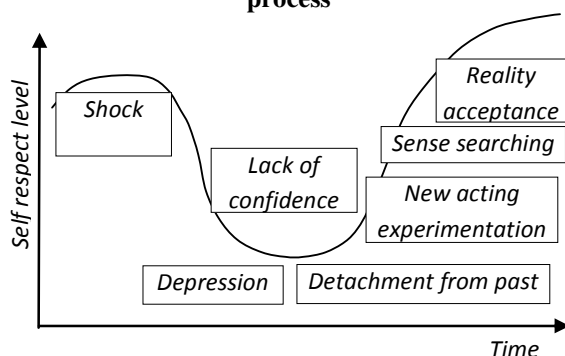 process
Self respect level
Shock
Lack of
confidence
Depression
Detachment from past
New acting
experimentation
Sense searching
Reality
acceptance
Time